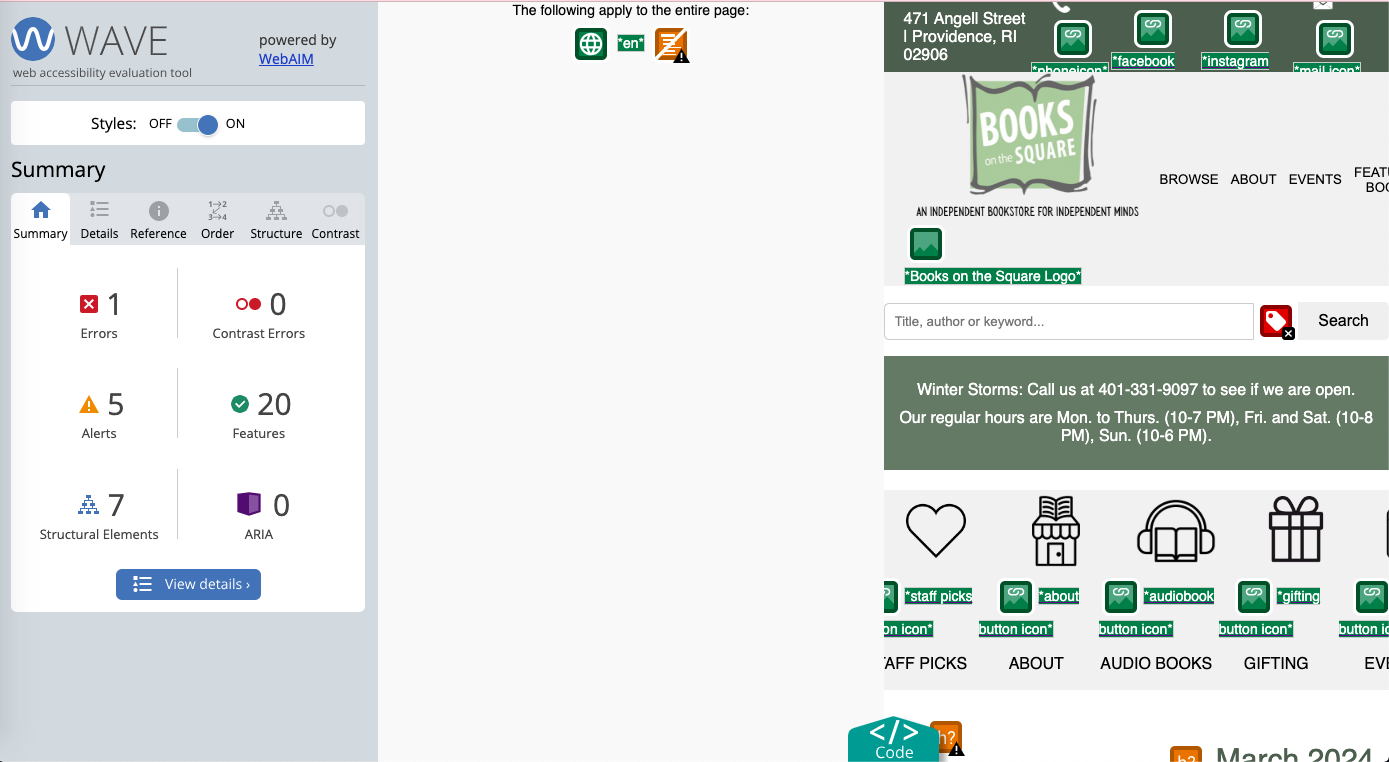 WAVE
web accessibility evaluation tool
powered by
WebAIM
Styles: OFF ON
Summary
Summary
Details
Reference
Order
Structure
Contrast
1
Errors
0
Contrast Errors
5
Alerts
20
Features
7
Structural Elements
0
ARIA
View details ›
The following apply to the entire page:
*en*
471 Angell Street
| Providence, RI
02906
*phoneicon*
*facebook
*instagram
*mail icon*
BOOKS
on the SQUARE
AN INDEPENDENT BOOKSTORE FOR INDEPENDENT MINDS
*Books on the Square Logo*
BROWSE
ABOUT
EVENTS
FEATU
BOO
Title, author or keyword...
Search
Winter Storms: Call us at 401-331-9097 to see if we are open.
Our regular hours are Mon. to Thurs. (10-7 PM), Fri. and Sat. (10-8
PM), Sun. (10-6 PM).
*staff picks
*about
*audiobook
*gifting
on icon*
button icon*
button icon*
button icon*
button ic
TAFF PICKS
ABOUT
AUDIO BOOKS
GIFTING
EVE
</>
Code
h?
h?
March 2024